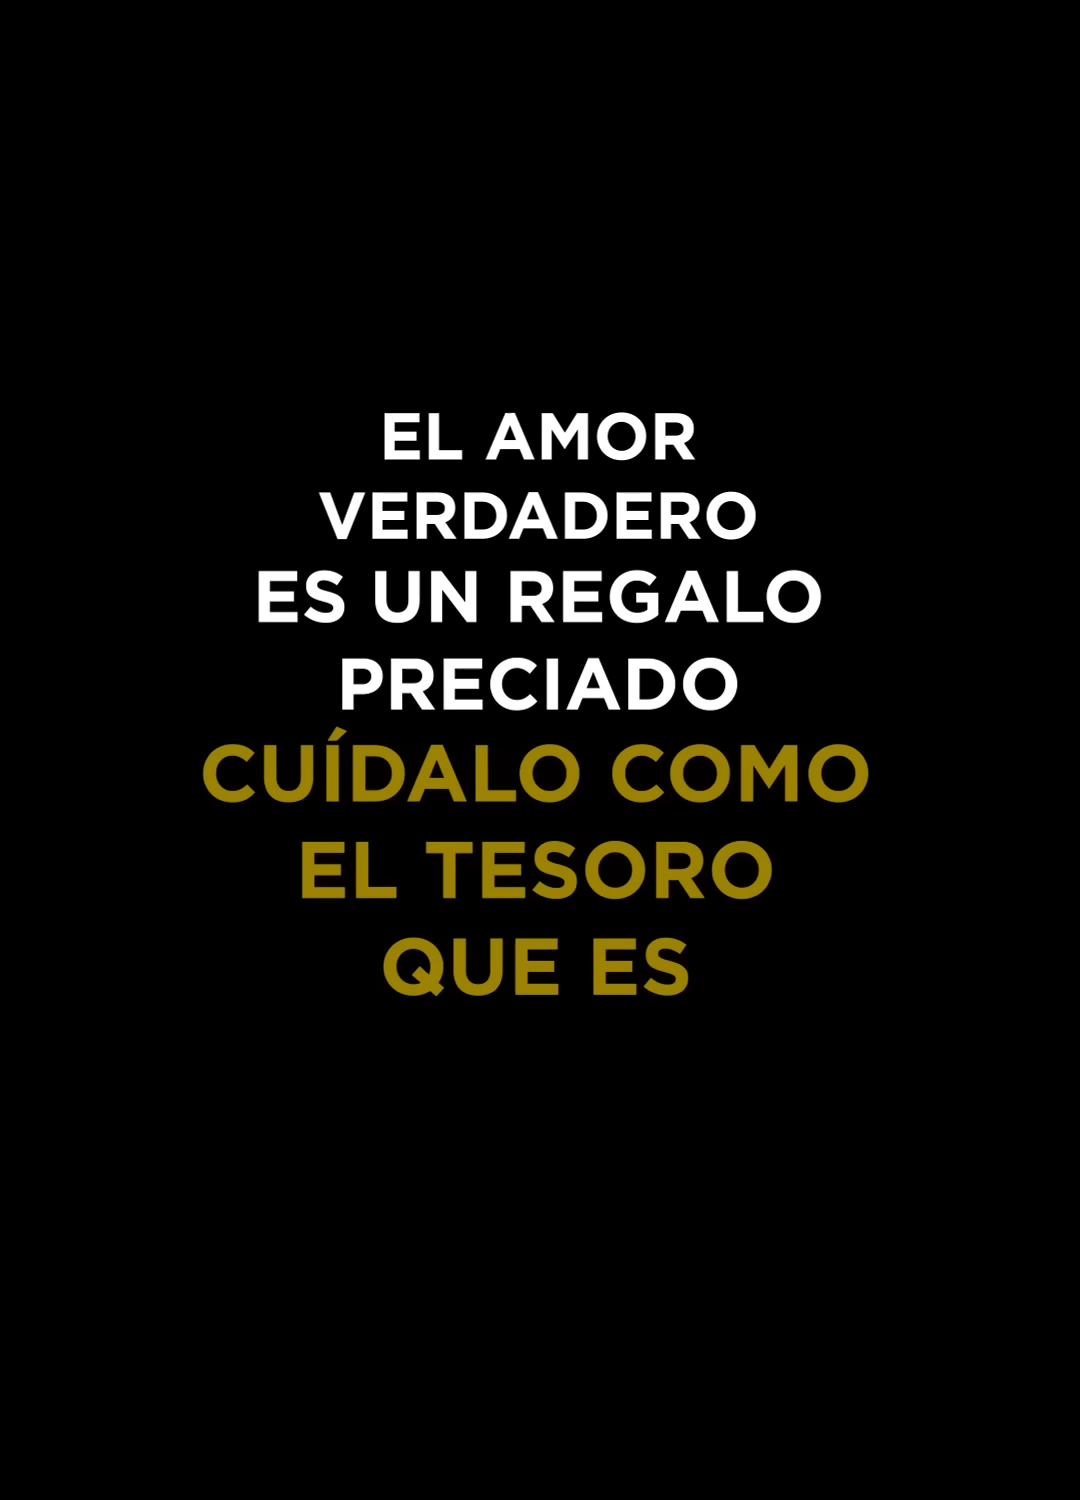 EL AMOR
VERDADERO
ES UN REGALO
PRECIADO
CUÍDALO COMO
EL TESORO
QUE ES